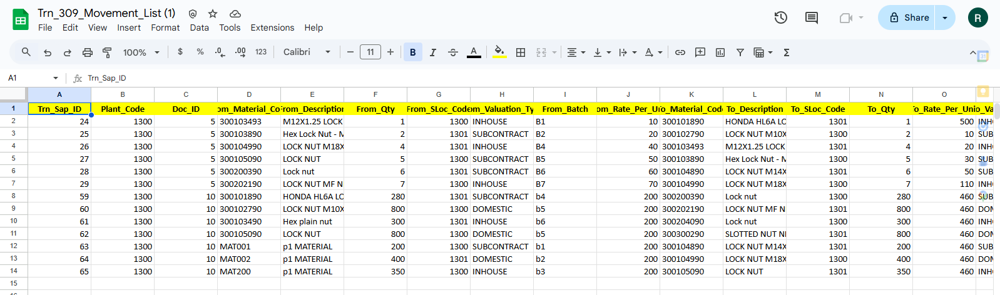 Trn_309_Movement_List (1)
File Edit View Insert Format Data Tools Extensions Help
Share
R
100% $ % .0 .00 123 Calibri 11 B I A
A1 fx Trn_Sap_ID
A B C D E F G H I J K L M N O
1 Trn_Sap_ID Plant_Code Doc_ID om_Material_Co From_Description From_Qty From_SLoc_Code om_Valuation_Ty From_Batch om_Rate_Per_U To_Material_Code To_Description To_SLoc_Code To_Qty To_Rate_Per_Uni o_Va
2 24 1300 5 300103493 M12X1.25 LOCK 1 1300 INHOUSE B1 10 300101890 HONDA HL6A LO 1301 1 500 INH
3 25 1300 5 300103890 Hex Lock Nut - M 2 1301 SUBCONTRACT B2 20 300102790 LOCK NUT M10X 1300 2 10 SUB
4 26 1300 5 300104990 LOCK NUT M18X 4 1301 INHOUSE B4 40 300103493 M12X1.25 LOCK 1301 4 20 INH
5 27 1300 5 300105090 LOCK NUT 5 1300 SUBCONTRACT B5 50 300103890 Hex Lock Nut - M 1300 5 30 SUB
6 28 1300 5 300200390 Lock nut 6 1301 SUBCONTRACT B6 60 300104890 LOCK NUT M14X 1301 6 50 SUB
7 29 1300 5 300202190 LOCK NUT MF N 7 1300 INHOUSE B7 70 300104990 LOCK NUT M18X 1300 7 110 INH
8 59 1300 10 300101890 HONDA HL6A LO 280 1301 SUBCONTRACT b4 200 300200390 Lock nut 1300 280 460 SUB
9 60 1300 10 300102790 LOCK NUT M10X 800 1300 DOMESTIC b5 200 300202190 LOCK NUT MF N 1301 800 460 DOM
10 61 1300 10 300103490 Hex plain nut 300 1301 INHOUSE b6 200 300204090 Lock nut 1300 300 460 INH
11 62 1300 10 300105090 LOCK NUT 800 1300 DOMESTIC b5 200 300300290 SLOTTED NUT NI 1301 800 460 DOM
12 63 1300 10 MAT001 p1 MATERIAL 200 1300 SUBCONTRACT b1 200 300104890 LOCK NUT M14X 1301 200 460 SUB
13 64 1300 10 MAT002 p1 MATERIAL 400 1301 DOMESTIC b2 200 300104990 LOCK NUT M18X 1300 400 460 DOM
14 65 1300 10 MAT200 p1 MATERIAL 350 1300 INHOUSE b3 200 300105090 LOCK NUT 1301 350 460 INH
15